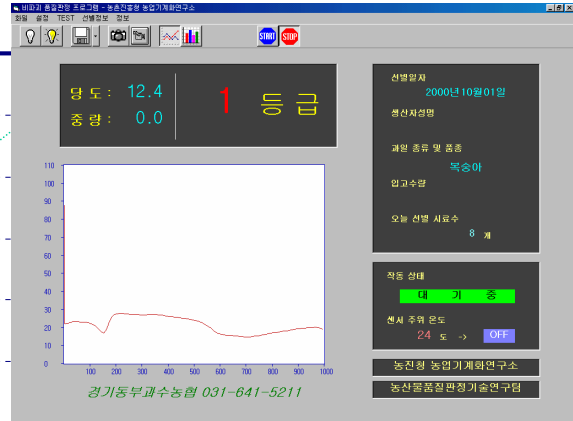 비파괴 품질판정 프로그램 - 농촌진흥청 농업기계화연구소
화일 설정 TEST 선별정보 정보
START STOP
당 도 : 12.4
중 량 : 0.0
1 등 급
선별일자
2000년10월01일
생산자성명
과일 종류 및 품종
복숭아
입고수량
오늘 선별 시료수
8 개
작동 상태
대 기 중
센서 주위 온도
24 도 -> OFF
농진청 농업기계화연구소
농산물품질판정기술연구팀
110
100
90
80
70
60
50
40
30
20
10
0
100 200 300 400 500 600 700 800 900 1000
경기동부과수농협 031-641-5211